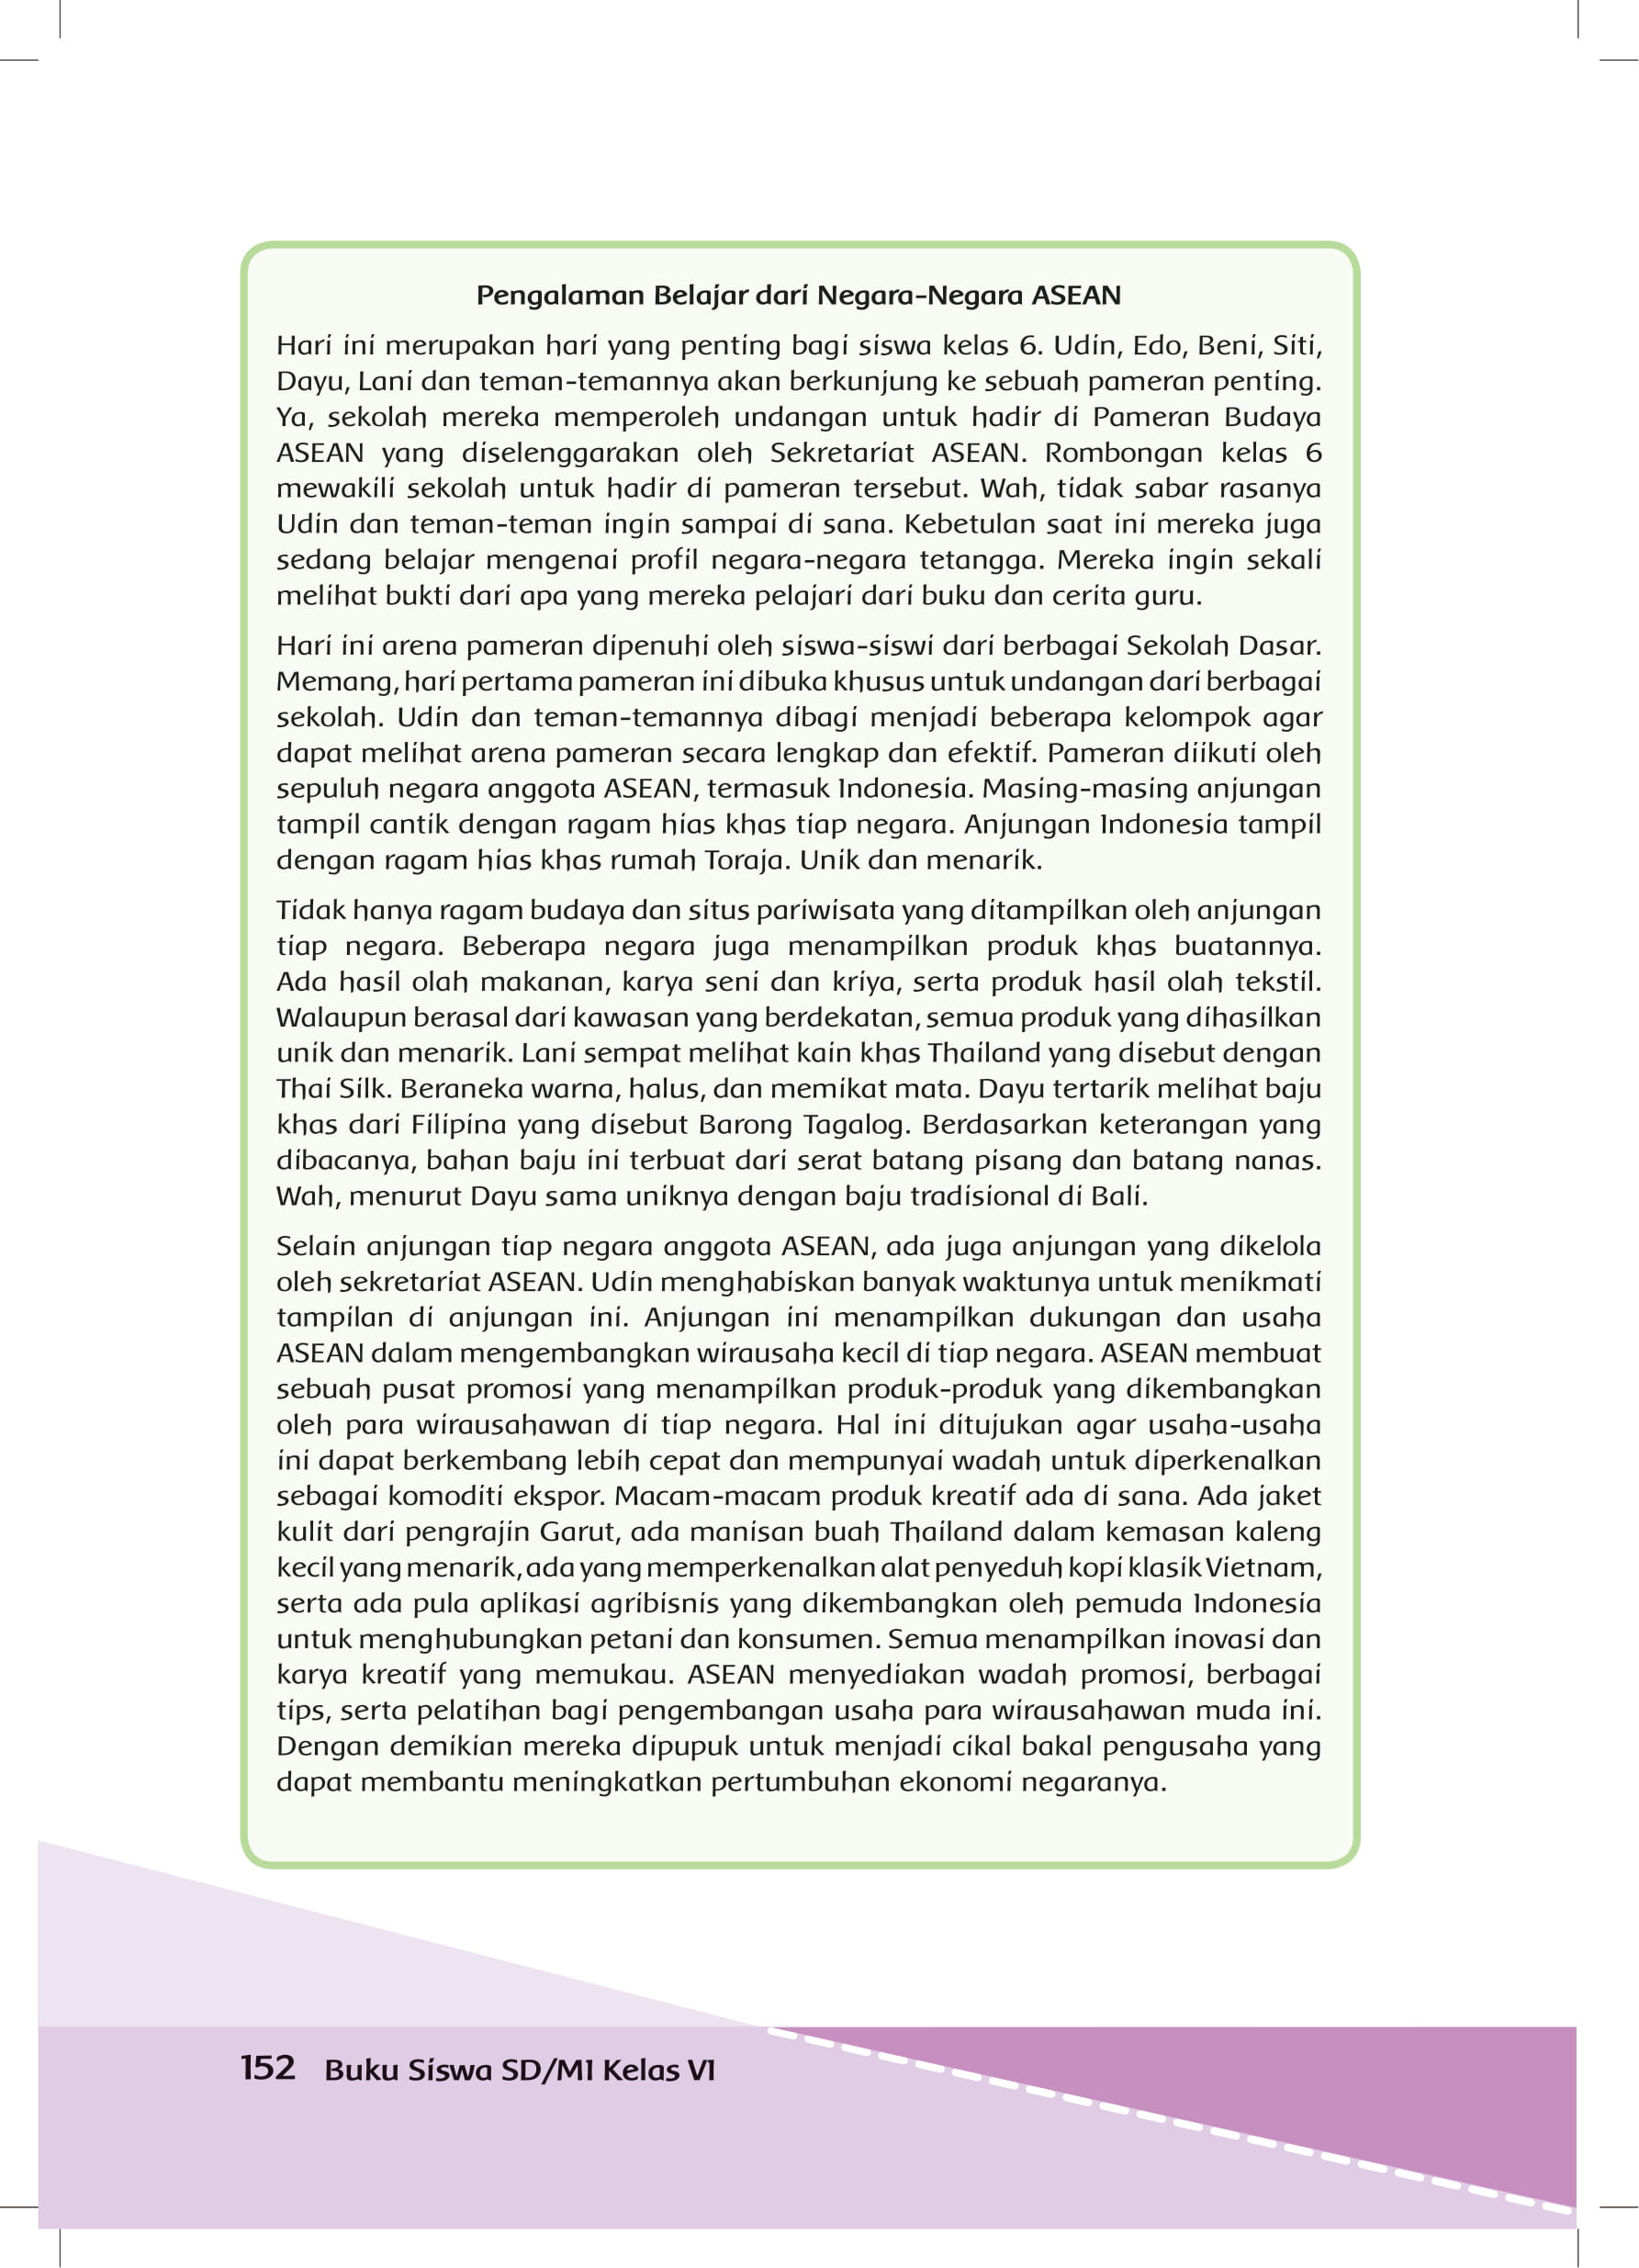 Pengalaman Belajar dari Negara-Negara ASEAN
Hari ini merupakan hari yang penting bagi siswa kelas 6. Udin, Edo, Beni, Siti,
Dayu, Lani dan teman-temannya akan berkunjung ke sebuah pameran penting.
Ya, sekolah mereka memperoleh undangan untuk hadir di Pameran Budaya
ASEAN yang diselenggarakan oleh Sekretariat ASEAN. Rombongan kelas 6
mewakili sekolah untuk hadir di pameran tersebut. Wah, tidak sabar rasanya
Udin dan teman-teman ingin sampai di sana. Kebetulan saat ini mereka juga
sedang belajar mengenai profil negara-negara tetangga. Mereka ingin sekali
melihat bukti dari apa yang mereka pelajari dari buku dan cerita guru.
Hari ini arena pameran dipenuhi oleh siswa-siswi dari berbagai Sekolah Dasar.
Memang, hari pertama pameran ini dibuka khusus untuk undangan dari berbagai
sekolah. Udin dan teman-temannya dibagi menjadi beberapa kelompok agar
dapat melihat arena pameran secara lengkap dan efektif. Pameran diikuti oleh
sepuluh negara anggota ASEAN, termasuk Indonesia. Masing-masing anjungan
tampil cantik dengan ragam hias khas tiap negara. Anjungan Indonesia tampil
dengan ragam hias khas rumah Toraja. Unik dan menarik.
Tidak hanya ragam budaya dan situs pariwisata yang ditampilkan oleh anjungan
tiap negara. Beberapa negara juga menampilkan produk khas buatannya.
Ada hasil olah makanan, karya seni dan kriya, serta produk hasil olah tekstil.
Walaupun berasal dari kawasan yang berdekatan, semua produk yang dihasilkan
unik dan menarik. Lani sempat melihat kain khas Thailand yang disebut dengan
Thai Silk. Beraneka warna, halus, dan memikat mata. Dayu tertarik melihat baju
khas dari Filipina yang disebut Barong Tagalog. Berdasarkan keterangan yang
dibacanya, bahan baju ini terbuat dari serat batang pisang dan batang nanas.
Wah, menurut Dayu sama uniknya dengan baju tradisional di Bali.
Selain anjungan tiap negara anggota ASEAN, ada juga anjungan yang dikelola
oleh sekretariat ASEAN. Udin menghabiskan banyak waktunya untuk menikmati
tampilan di anjungan ini. Anjungan ini menampilkan dukungan dan usaha
ASEAN dalam mengembangkan wirausaha kecil di tiap negara. ASEAN membuat
sebuah pusat promosi yang menampilkan produk-produk yang dikembangkan
oleh para wirausahawan di tiap negara. Hal ini ditujukan agar usaha-usaha
ini dapat berkembang lebih cepat dan mempunyai wadah untuk diperkenalkan
sebagai komoditi ekspor. Macam-macam produk kreatif ada di sana. Ada jaket
kulit dari pengrajin Garut, ada manisan buah Thailand dalam kemasan kaleng
kecil yang menarik, ada yang memperkenalkan alat penyeduh kopi klasik Vietnam,
serta ada pula aplikasi agribisnis yang dikembangkan oleh pemuda Indonesia
untuk menghubungkan petani dan konsumen. Semua menampilkan inovasi dan
karya kreatif yang memukau. ASEAN menyediakan wadah promosi, berbagai
tips, serta pelatihan bagi pengembangan usaha para wirausahawan muda ini.
Dengan demikian mereka dipupuk untuk menjadi cikal bakal pengusaha yang
dapat membantu meningkatkan pertumbuhan ekonomi negaranya.
152 Buku Siswa SD/MI Kelas VI